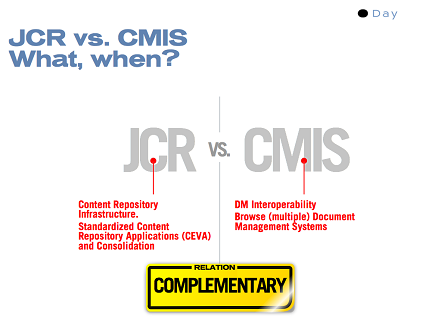 Day
JCR vs. CMIS
What, when?
JCR vs. CMIS
Content Repository
Infrastructure.
Standardized Content
Repository Applications (CEVA)
and Consolidation
DM Interoperability
Browse (multiple) Document
Management Systems
RELATION
COMPLEMENTARY